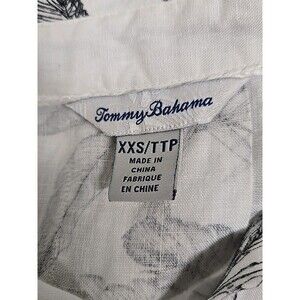 Tommy Bahama
XXS/TTP
MADE IN
CHINA
FABRIQUE
EN CHINE